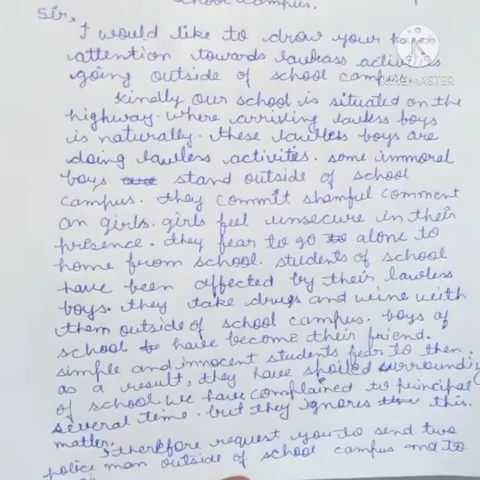 school campus.
Sir,
I would like to draw your
attention towards lawless
going outside of school campus.
Kindly our school is situated on the
highway. where arriving lawless boys
is naturally. these lawless boys are
doing lawless activities. some immoral
boys stand outside of school
campus. they commit shamful comment
on girls. girls feel unsecure in their
presence. they fear to go alone to
home from school. students of school
have been affected by their lawless
boys. they take drugs and wine with
them outside of school campus. boys of
school have become their friend.
simple and innocent students fear to then.
as a result, they have spoiled surroundi
of school. we have complained to principal
several time. but they ignores this.
matter.
I therefore request you to send two
police man outside of school campus and to